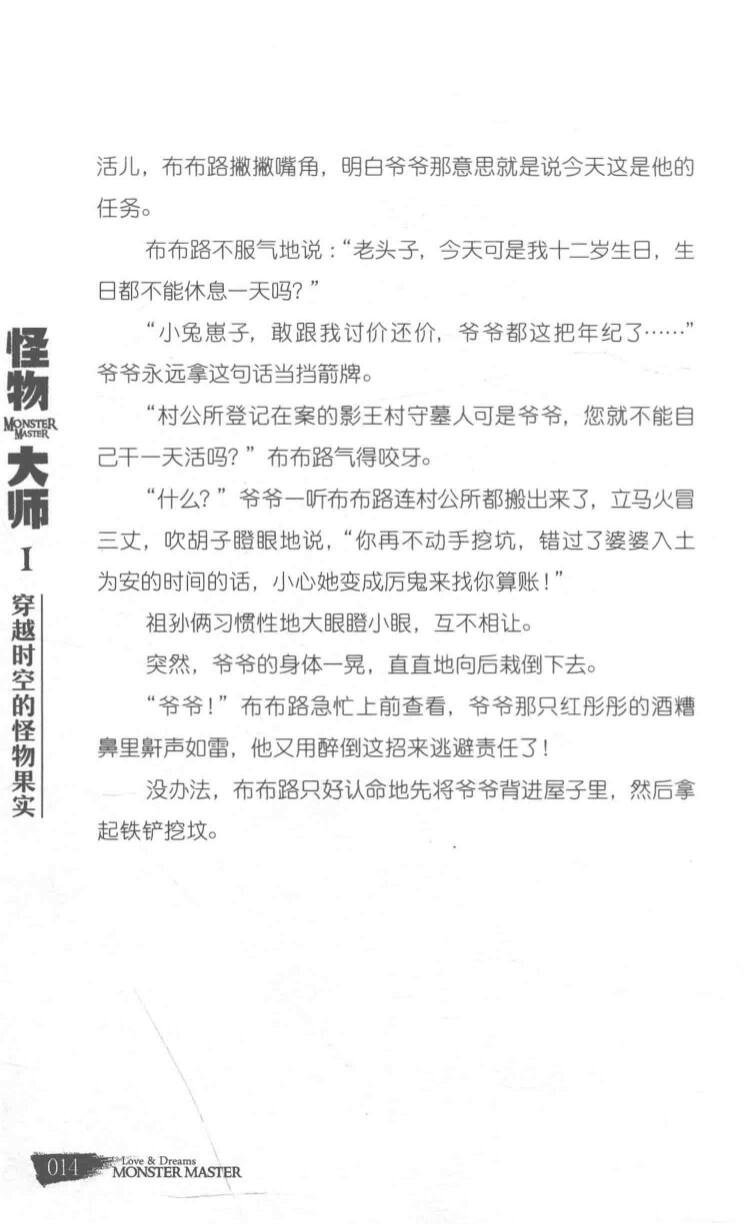 活儿，布布路撇撇嘴角，明白爷爷那意思就是说今天这是他的
任务。
布布路不服气地说：“老头子，今天可是我十二岁生日，生
日都不能休息一天吗？”
“小兔崽子，敢跟我讨价还价，爷爷都这把年纪了……”
爷爷永远拿这句话当挡箭牌。
“村公所登记在案的影王村守墓人可是爷爷，您就不能自
己干一天活吗？”布布路气得咬牙。
“什么？”爷爷一听布布路连村公所都搬出来了，立马火冒
三丈，吹胡子瞪眼地说，“你再不动手挖坑，错过了婆婆入土
为安的时间的话，小心她变成厉鬼来找你算账！”
祖孙俩习惯性地大眼瞪小眼，互不相让。
突然，爷爷的身体一晃，直直地向后栽倒下去。
“爷爷！”布布路急忙上前查看，爷爷那只红彤彤的酒糟
鼻里鼾声如雷，他又用醉倒这招来逃避责任了！
没办法，布布路只好认命地先将爷爷背进屋子里，然后拿
起铁铲挖坟。
怪物
MONSTER
MASTER
大师
I
穿越时空的怪物果实
014
Love & Dreams
MONSTER MASTER